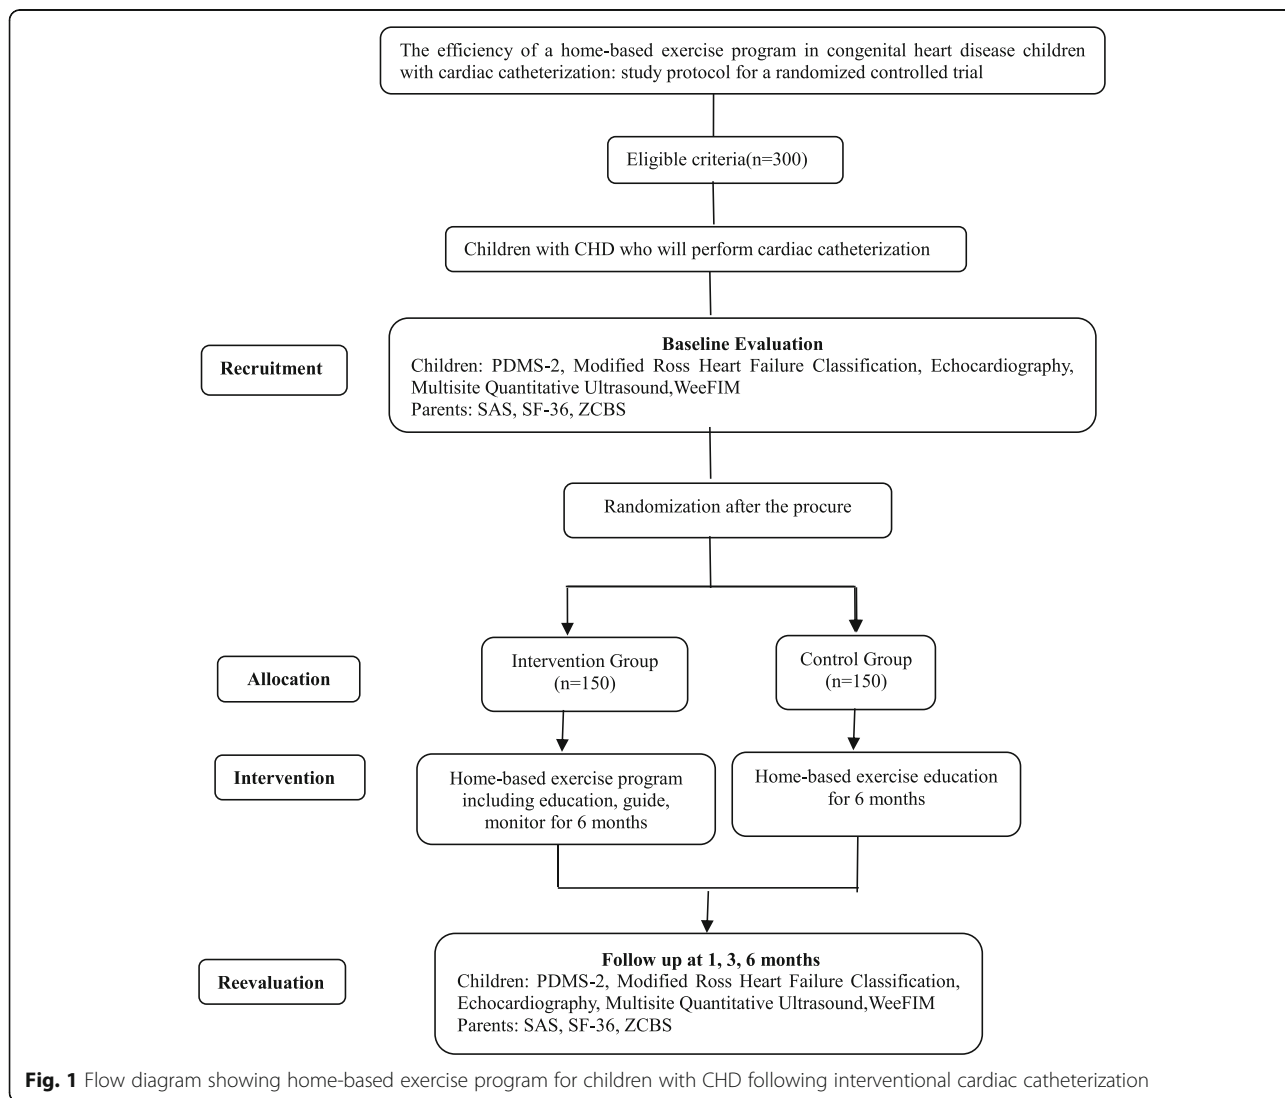 The efficiency of a home-based exercise program in congenital heart disease children
with cardiac catheterization: study protocol for a randomized controlled trial
Eligible criteria(n=300)
Children with CHD who will perform cardiac catheterization
Recruitment
Baseline Evaluation
Children: PDMS-2, Modified Ross Heart Failure Classification, Echocardiography,
Multisite Quantitative Ultrasound,WeeFIM
Parents: SAS, SF-36, ZCBS
Randomization after the procure
Allocation
Intervention Group
(n=150)
Control Group
(n=150)
Intervention
Home-based exercise program
including education, guide,
monitor for 6 months
Home-based exercise education
for 6 months
Reevaluation
Follow up at 1, 3, 6 months
Children: PDMS-2, Modified Ross Heart Failure Classification,
Echocardiography, Multisite Quantitative Ultrasound,WeeFIM
Parents: SAS, SF-36, ZCBS
Fig. 1 Flow diagram showing home-based exercise program for children with CHD following interventional cardiac catheterization